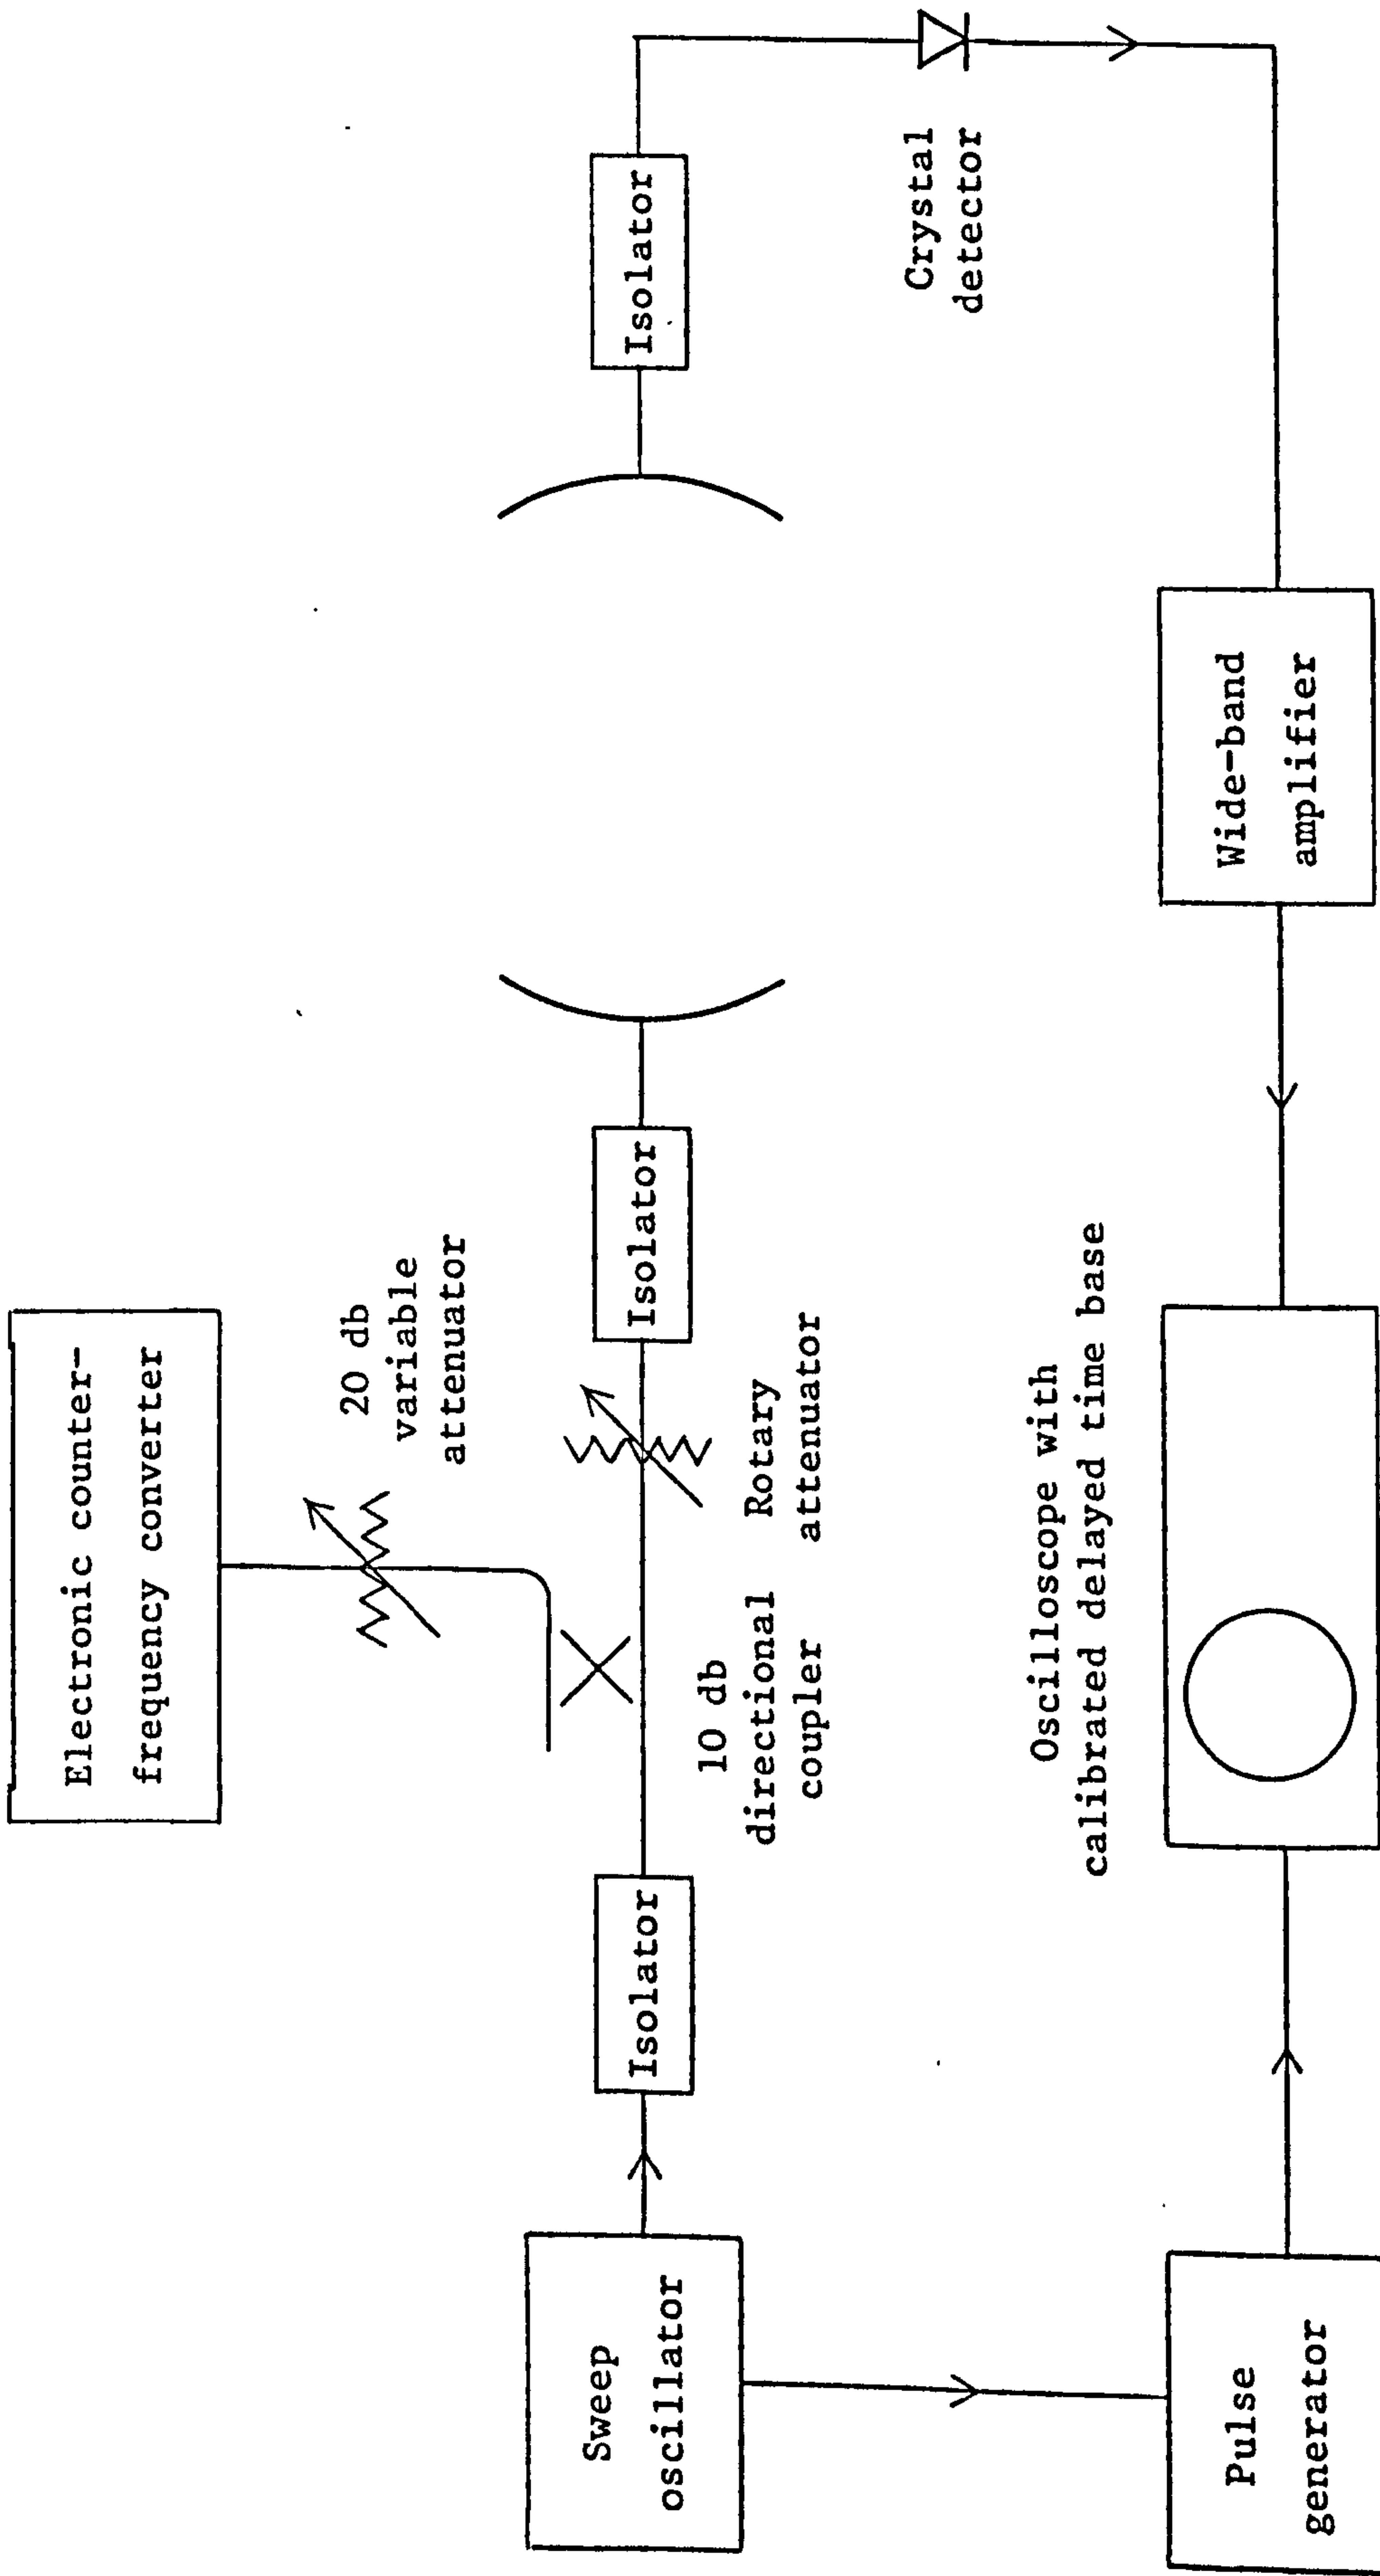 Electronic counter-
frequency converter
20 db
variable
attenuator
Sweep
oscillator
Isolator
10 db
directional
coupler
Rotary
attenuator
Isolator
Isolator
Crystal
detector
Pulse
generator
Oscilloscope with
calibrated delayed time base
Wide-band
amplifier